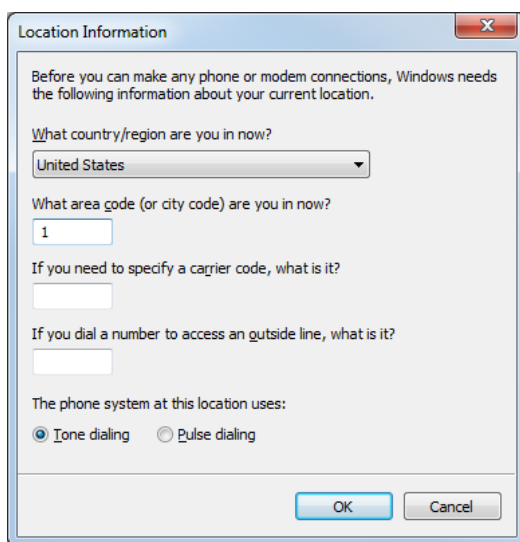 Location Information
Before you can make any phone or modem connections, Windows needs
the following information about your current location.
What country/region are you in now?
United States
What area code (or city code) are you in now?
1
If you need to specify a carrier code, what is it?
If you dial a number to access an outside line, what is it?
The phone system at this location uses:
Tone dialing Pulse dialing
OK Cancel